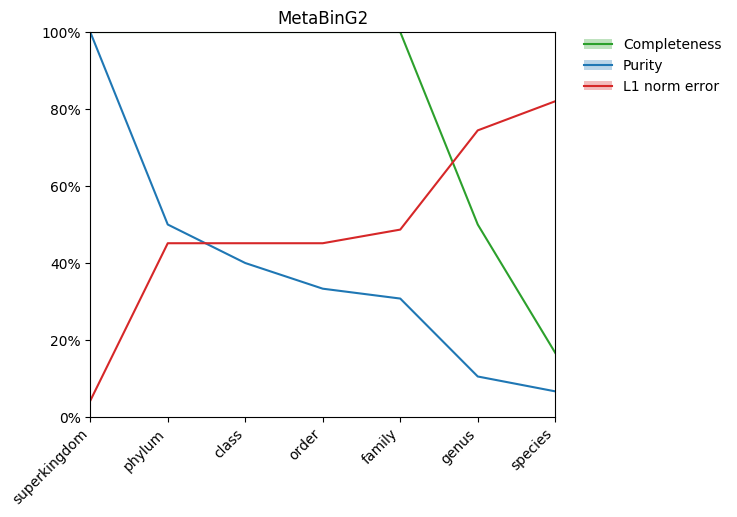 MetaBinG2
100%
80%
60%
40%
20%
0%
superkingdom
phylum
class
order
family
genus
species
Completeness
Purity
L1 norm error